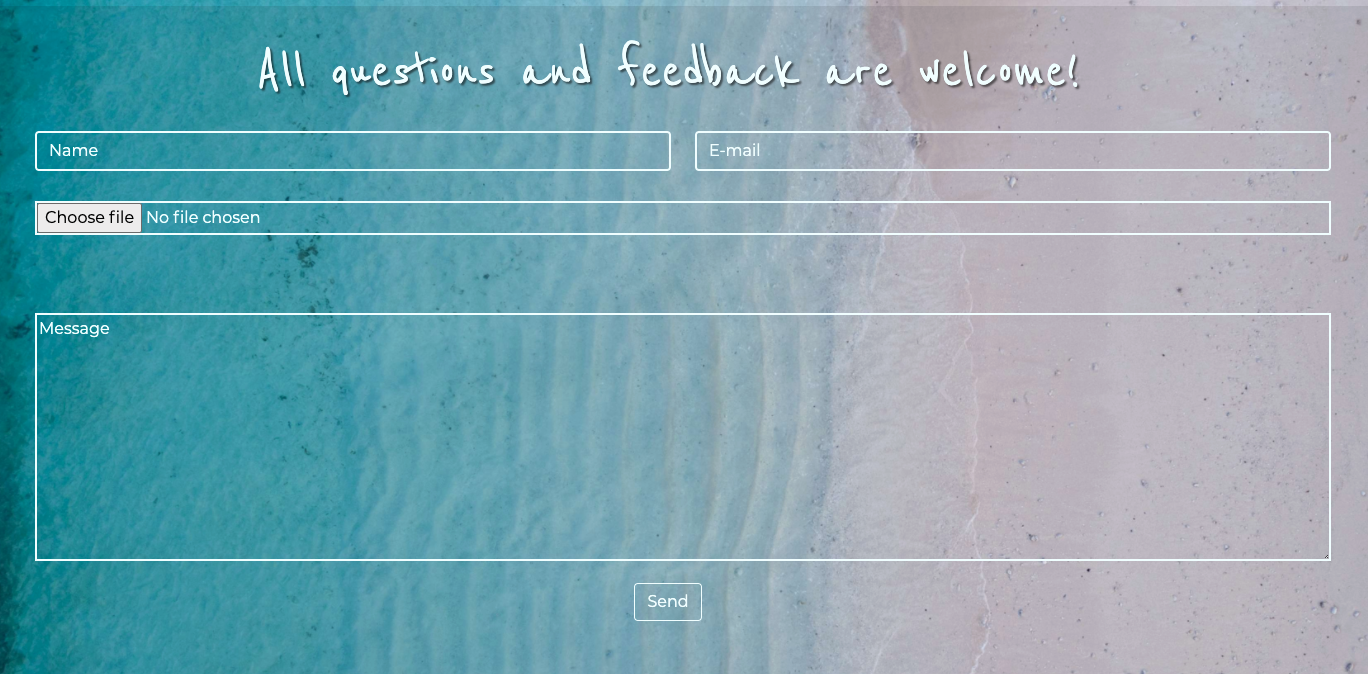 All questions and feedback are welcome!
Name E-mail
Choose file No file chosen
Message
Send